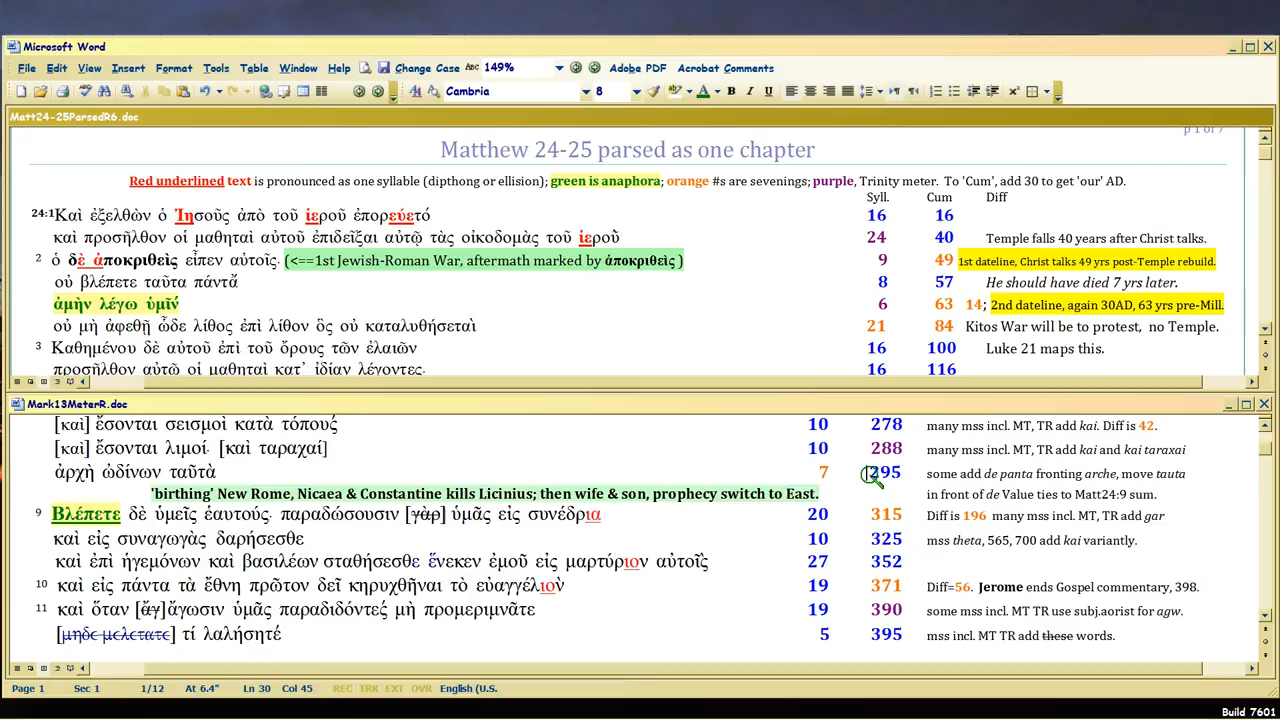 Microsoft Word
File Edit View Insert Format Tools Table Window Help Change Case ABC 149% Adobe PDF Acrobat Comments
Cambria 8 B I U
Matt24-25ParsedR6.doc
p 1 of 7
Matthew 24-25 parsed as one chapter
Red underlined text is pronounced as one syllable (dipthong or ellision); green is anaphora; orange #s are sevenings; purple, Trinity meter. To 'Cum', add 30 to get 'our' AD.
Syll. Cum Diff
24:1 Καὶ ἐξελθὼν ὁ Ἰησοῦς ἀπὸ τοῦ ἱεροῦ ἐπορεύετό 16 16
καὶ προσῆλθον οἱ μαθηταὶ αὐτοῦ ἐπιδεῖξαι αὐτῷ τὰς οἰκοδομὰς τοῦ ἱεροῦ 24 40 Temple falls 40 years after Christ talks.
2 ὁ δὲ ἀποκριθεὶς εἶπεν αὐτοῖς· (<==1st Jewish-Roman War, aftermath marked by ἀποκριθεὶς ) 9 49 1st dateline, Christ talks 49 yrs post-Temple rebuild.
οὐ βλέπετε ταῦτα πάντᾶ 8 57 He should have died 7 yrs later.
ἀμὴν λέγω ὑμῖν 6 63 14; 2nd dateline, again 30AD, 63 yrs pre-Mill.
οὐ μὴ ἀφεθῇ ὧδε λίθος ἐπὶ λίθον ὃς οὐ καταλυθήσεταὶ 21 84 Kitos War will be to protest, no Temple.
3 Καθημένου δὲ αὐτοῦ ἐπὶ τοῦ ὄρους τῶν ἐλαιῶν 16 100 Luke 21 maps this.
προσῆλθον αὐτῷ οἱ μαθηταὶ κατ᾽ ἰδίαν λέγοντες· 16 116
Mark13MeterR.doc
[καὶ] ἔσονται σεισμοὶ κατὰ τόπούς 10 278 many mss incl. MT, TR add kai. Diff is 42.
[καὶ] ἔσονται λιμοί· [καὶ ταραχαί] 10 288 many mss incl. MT, TR add kai and kai taraxai
ἀρχὴ ὠδίνων ταῦτὰ 7 295 some add de panta fronting arche, move tauta
'birthing' New Rome, Nicaea & Constantine kills Licinius; then wife & son, prophecy switch to East. in front of de Value ties to Matt24:9 sum.
9 Βλέπετε δὲ ὑμεῖς ἑαυτούς· παραδώσουσιν [γὰρ] ὑμᾶς εἰς συνέδρια 20 315 Diff is 196 many mss incl. MT, TR add gar
καὶ εἰς συναγωγὰς δαρήσεσθε 10 325 mss theta, 565, 700 add kai variantly.
καὶ ἐπὶ ἡγεμόνων καὶ βασιλέων σταθήσεσθε ἕνεκεν ἐμοῦ εἰς μαρτύριον αὐτοῖς 27 352
10 καὶ εἰς πάντα τὰ ἔθνη πρῶτον δεῖ κηρυχθῆναι τὸ εὐαγγέλιον 19 371 Diff=56. Jerome ends Gospel commentary, 398.
11 καὶ ὅταν [ἄγ]ἄγωσιν ὑμᾶς παραδιδόντές μὴ προμεριμνᾶτε 19 390 some mss incl. MT TR use subj.aorist for agw.
[μηδε μελετατε] τί λαλήσητέ 5 395 mss incl. MT TR add these words.
Page 1 Sec 1 1/12 At 6.4" Ln 30 Col 45 REC TRK EXT OVR English (U.S.
Build 7601